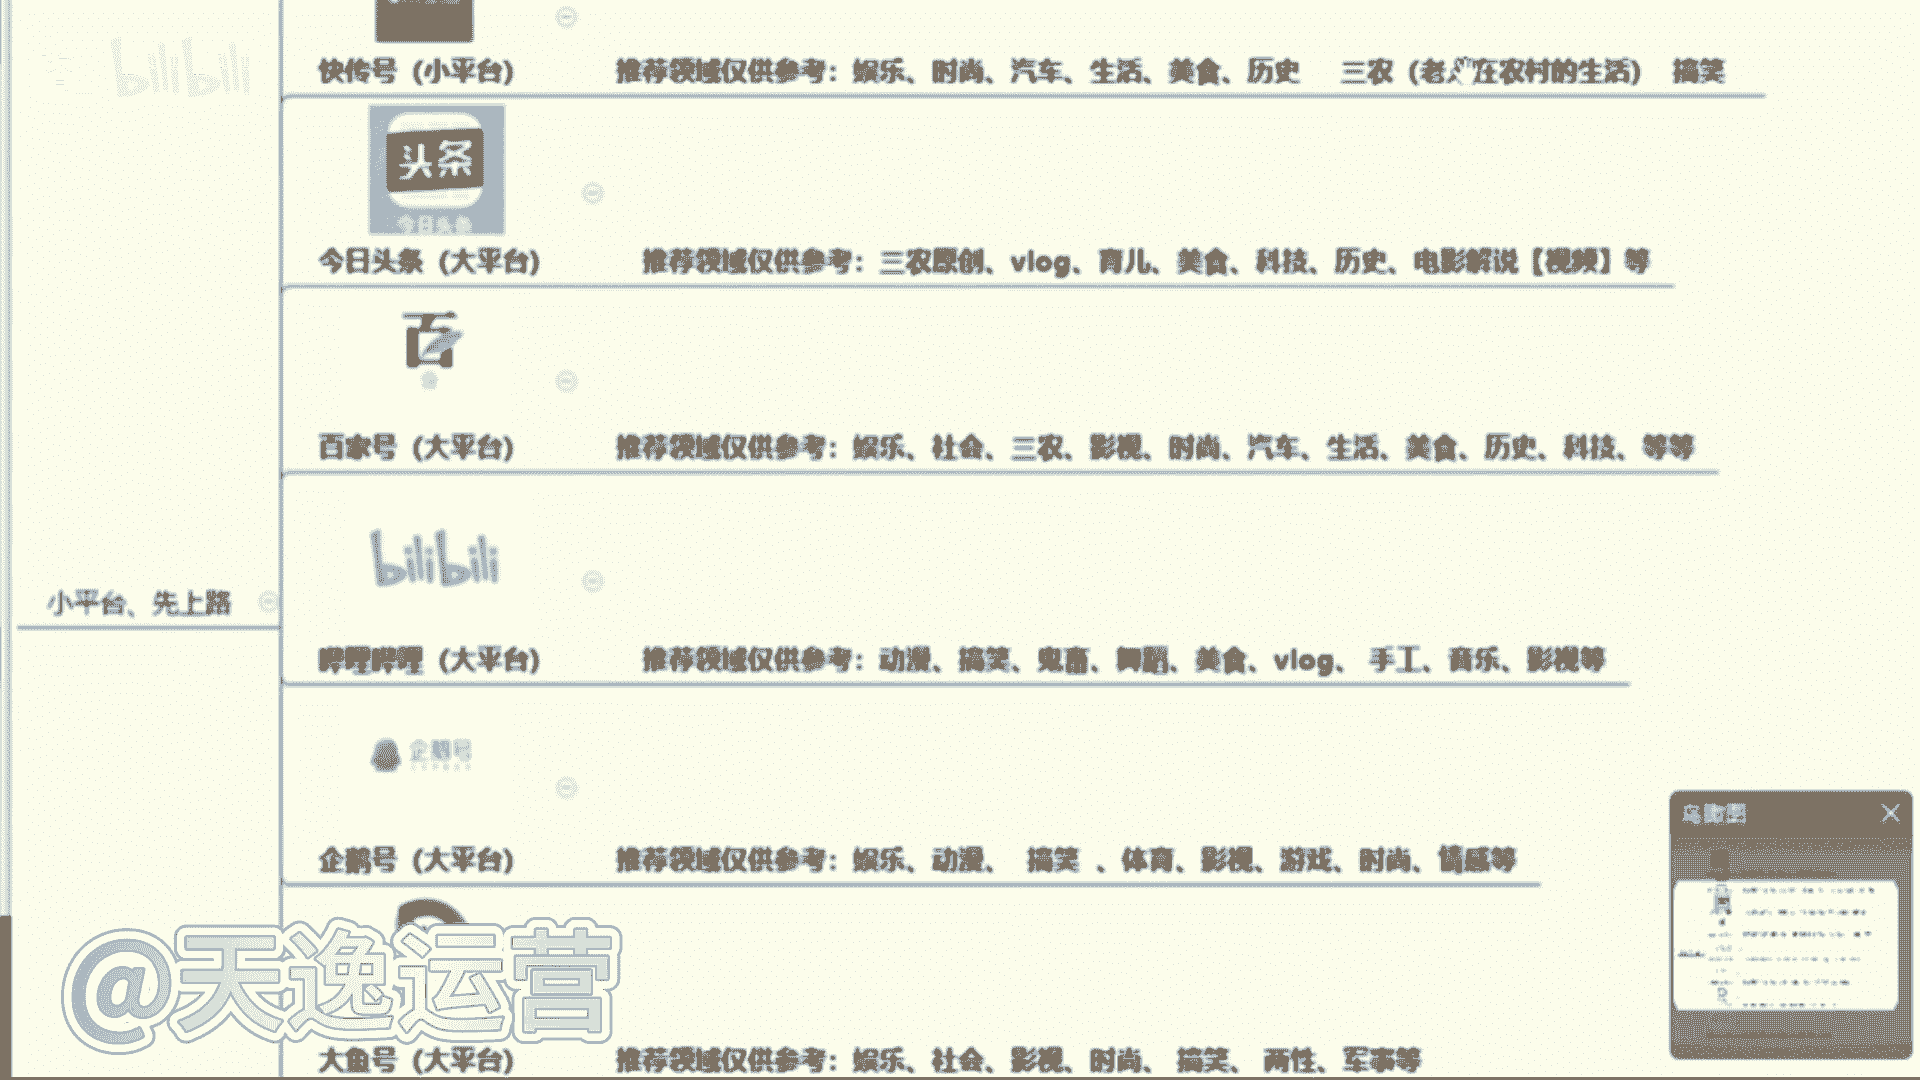 bilibili
快传号（小平台） 推荐领域仅供参考：娱乐、时尚、汽车、生活、美食、历史 三农（老人在农村的生活） 搞笑
头条
今日头条
今日头条（大平台） 推荐领域仅供参考：三农原创、vlog、育儿、美食、科技、历史、电影解说【视频】等
百家号（大平台） 推荐领域仅供参考：娱乐、社会、三农、影视、时尚、汽车、生活、美食、历史、科技、等等
bilibili
小平台、先上路
哔哩哔哩（大平台） 推荐领域仅供参考：动漫、搞笑、鬼畜、舞蹈、美食、vlog、 手工、音乐、影视等
企鹅号
企鹅号（大平台） 推荐领域仅供参考：娱乐、动漫、 搞笑 、体育、影视、游戏、时尚、情感等
鸟瞰图
@天逸运营
大鱼号（大平台） 推荐领域仅供参考：娱乐、社会、影视、时尚、 搞笑、 两性、军事等